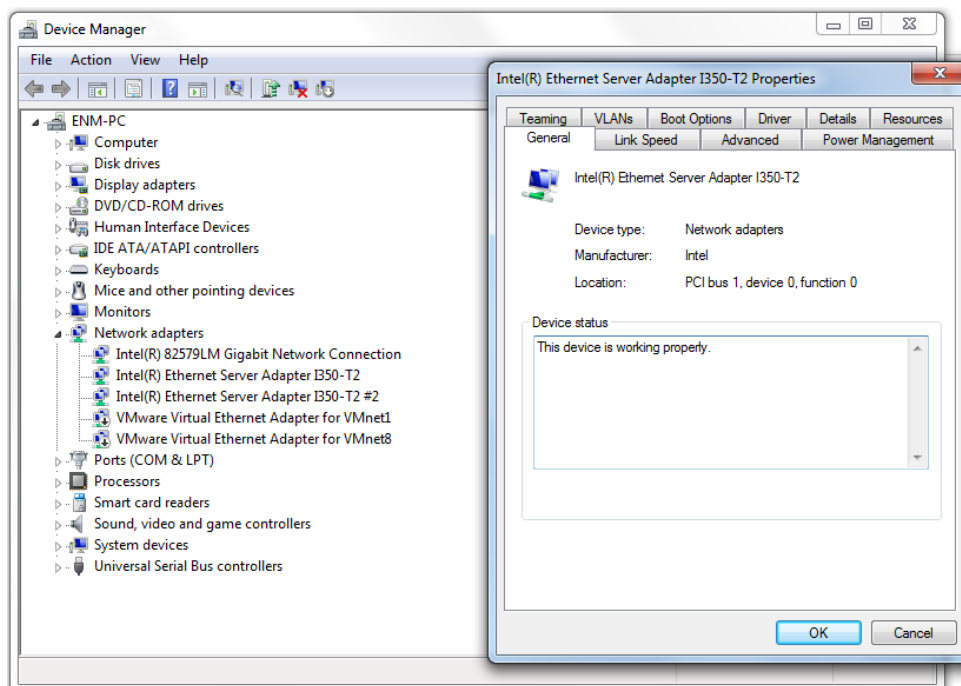 Device Manager
File Action View Help
ENM-PC
Computer
Disk drives
Display adapters
DVD/CD-ROM drives
Human Interface Devices
IDE ATA/ATAPI controllers
Keyboards
Mice and other pointing devices
Monitors
Network adapters
Intel(R) 82579LM Gigabit Network Connection
Intel(R) Ethernet Server Adapter I350-T2
Intel(R) Ethernet Server Adapter I350-T2 #2
VMware Virtual Ethernet Adapter for VMnet1
VMware Virtual Ethernet Adapter for VMnet8
Ports (COM & LPT)
Processors
Smart card readers
Sound, video and game controllers
System devices
Universal Serial Bus controllers
Intel(R) Ethernet Server Adapter I350-T2 Properties
Teaming VLANs Boot Options Driver Details Resources
General Link Speed Advanced Power Management
Intel(R) Ethernet Server Adapter I350-T2
Device type: Network adapters
Manufacturer: Intel
Location: PCI bus 1, device 0, function 0
Device status
This device is working properly.
OK Cancel